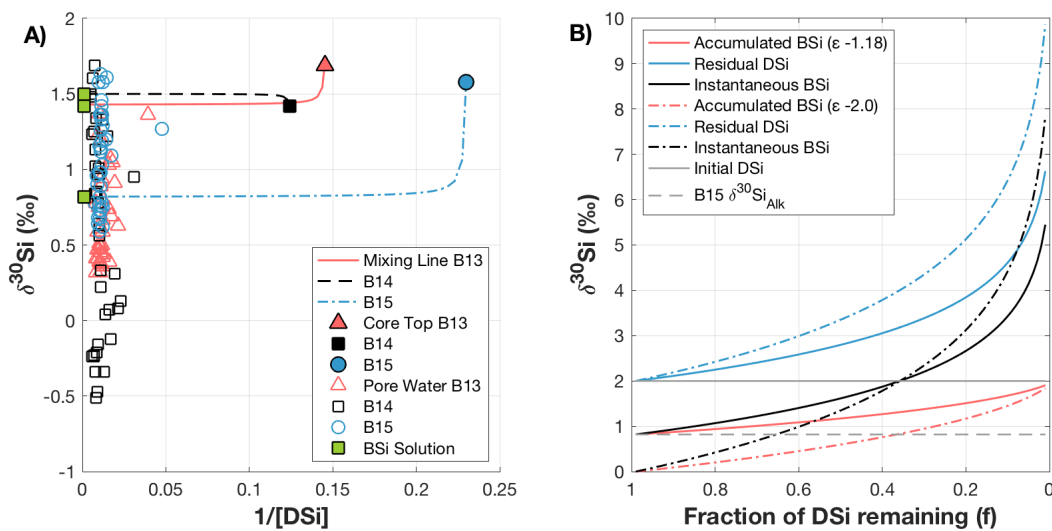 A)
δ³⁰Si (‰)
2
1.5
1
0.5
0
-0.5
-1
0
0.05
0.1
0.15
0.2
0.25
1/[DSi]
Mixing Line B13
B14
B15
Core Top B13
B14
B15
Pore Water B13
B14
B15
BSi Solution
B)
δ³⁰Si (‰)
10
9
8
7
6
5
4
3
2
1
0
1
0.8
0.6
0.4
0.2
0
Fraction of DSi remaining (f)
Accumulated BSi (ε -1.18)
Residual DSi
Instantaneous BSi
Accumulated BSi (ε -2.0)
Residual DSi
Instantaneous BSi
Initial DSi
B15 δ³⁰Si_Alk